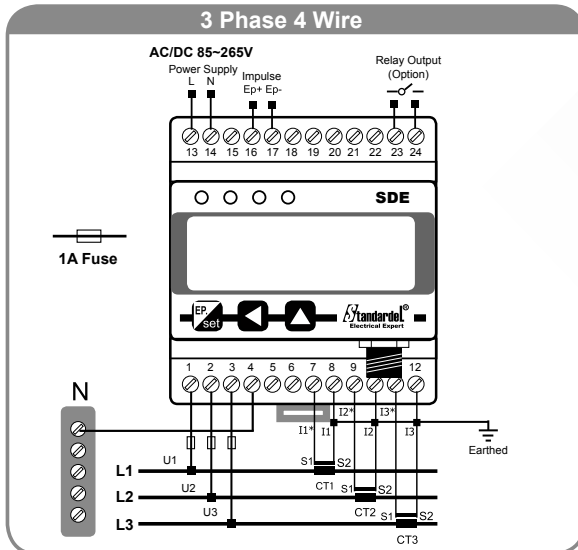 3 Phase 4 Wire
AC/DC 85~265V
Power Supply
L N
Impulse
Ep+ Ep-
Relay Output
(Option)
13 14 15 16 17 18 19 20 21 22 23 24
SDE
1A Fuse
EP.
set
Standardel®
Electrical Expert
1 2 3 4 5 6 7 8 9 12
N
I1* I1 I2* I2 I3* I3
Earthed
U1
L1
S1 S2
CT1
U2
L2
S1 S2
CT2
U3
L3
S1 S2
CT3